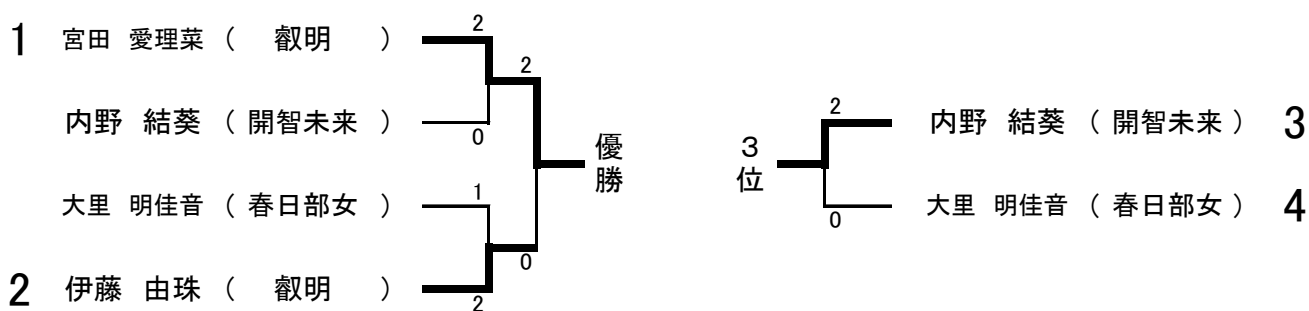 2
1 宮田 愛理菜 ( 叡明 )
2
内野 結葵 ( 開智未来 )
0
優勝
大里 明佳音 ( 春日部女 )
1
0
2 伊藤 由珠 ( 叡明 )
2
3位
2
内野 結葵 ( 開智未来 ) 3
大里 明佳音 ( 春日部女 ) 4
0